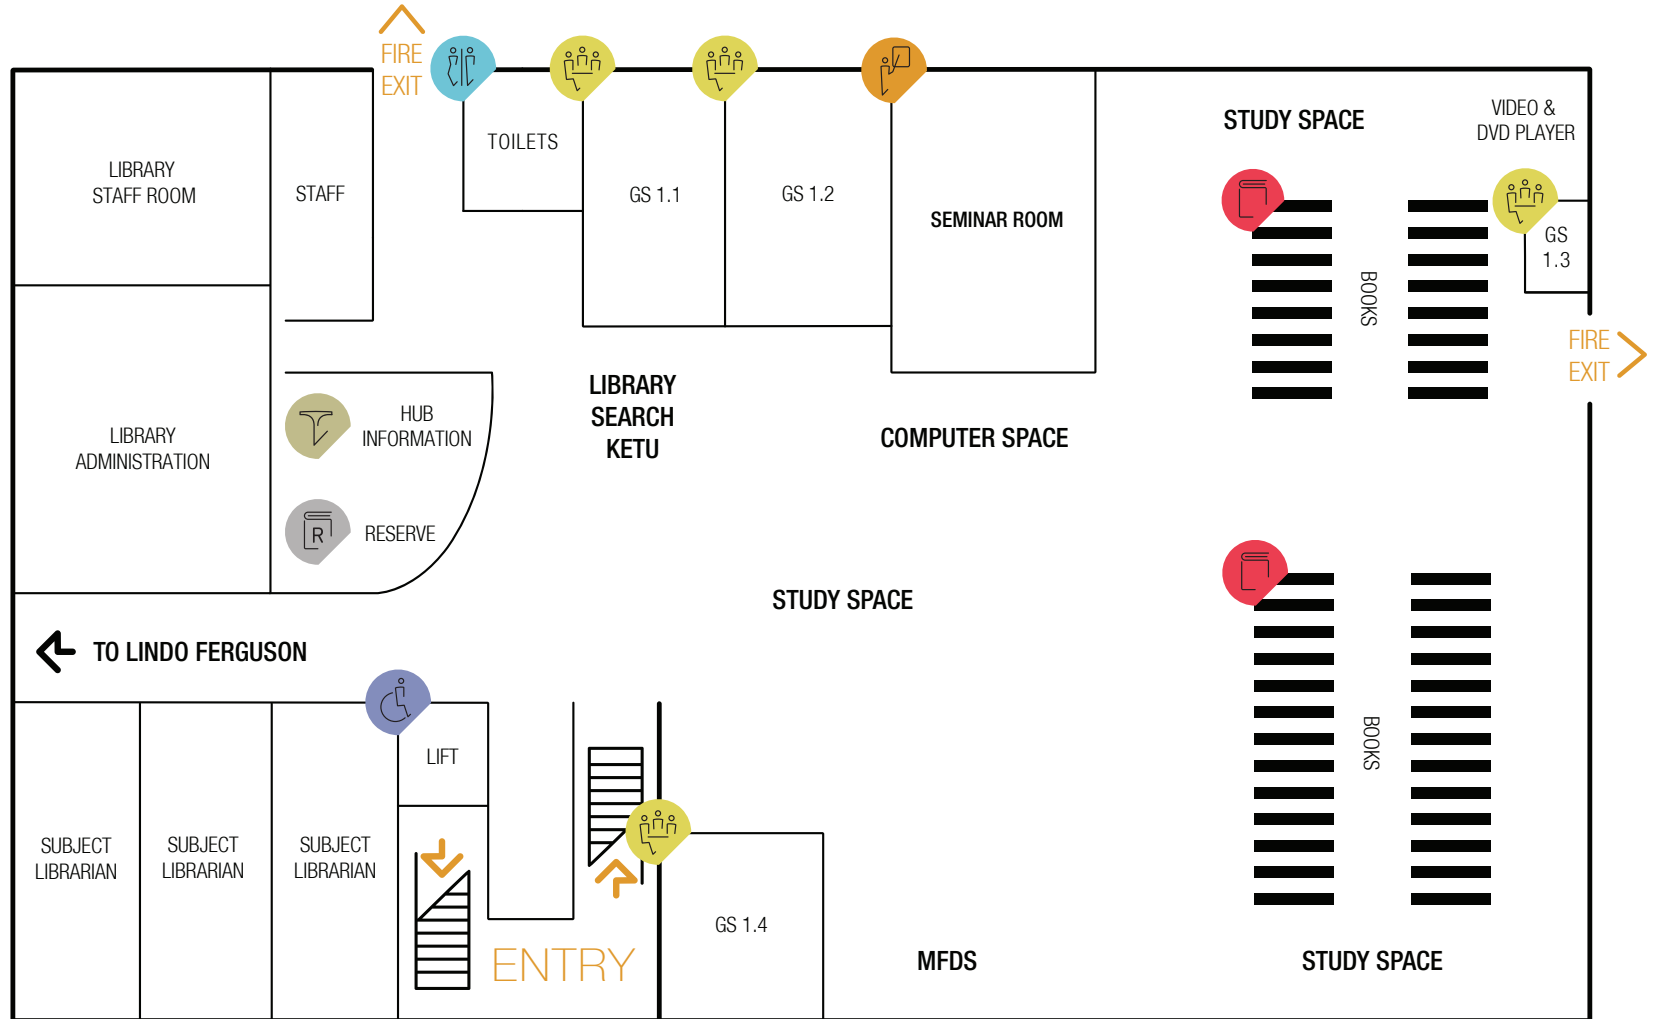 FIRE
EXIT
TOILETS
STUDY SPACE
VIDEO &
DVD PLAYER
LIBRARY
STAFF ROOM
STAFF
GS 1.1
GS 1.2
SEMINAR ROOM
GS
1.3
BOOKS
FIRE
EXIT
LIBRARY
SEARCH
KETU
HUB
INFORMATION
COMPUTER SPACE
LIBRARY
ADMINISTRATION
R
RESERVE
STUDY SPACE
TO LINDO FERGUSON
BOOKS
LIFT
SUBJECT
LIBRARIAN
SUBJECT
LIBRARIAN
SUBJECT
LIBRARIAN
GS 1.4
ENTRY
MFDS
STUDY SPACE